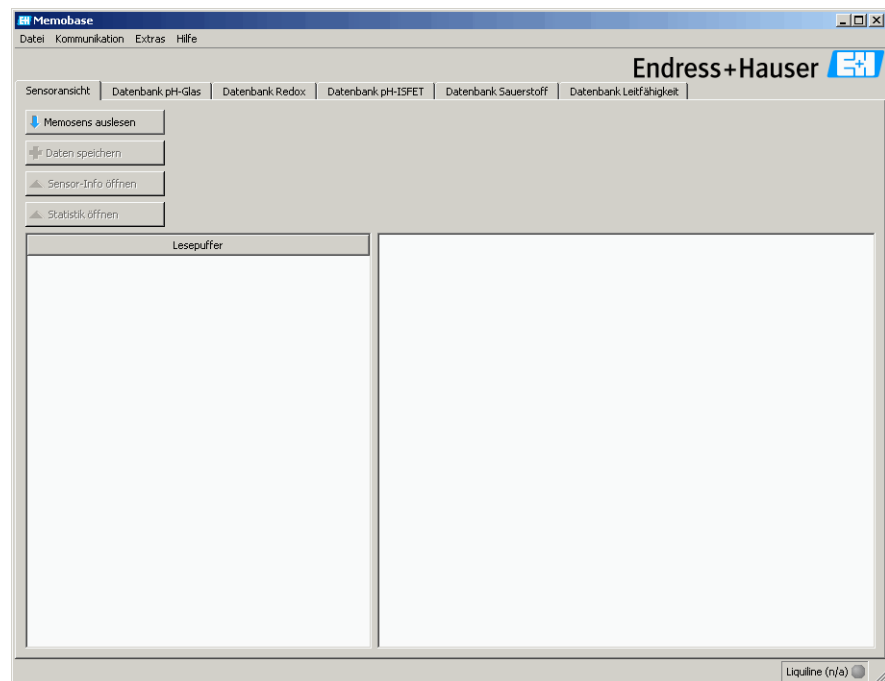 Memobase
Datei Kommunikation Extras Hilfe
Endress+Hauser
Sensoransicht Datenbank pH-Glas Datenbank Redox Datenbank pH-ISFET Datenbank Sauerstoff Datenbank Leitfähigkeit
Memosens auslesen
Daten speichern
Sensor-Info öffnen
Statistik öffnen
Lesepuffer
Liquiline (n/a)